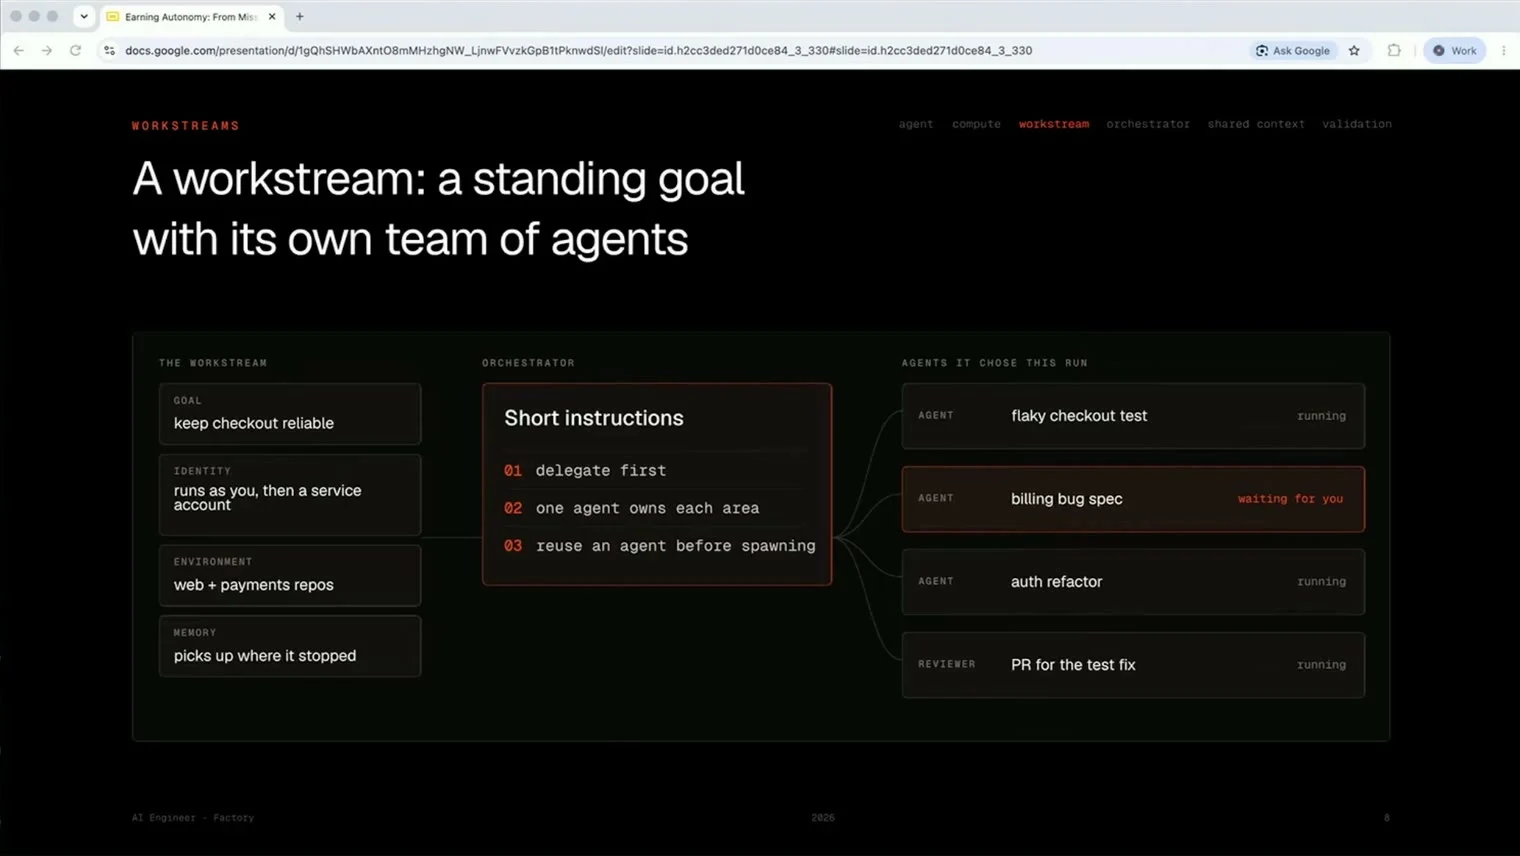 Earning Autonomy: From Miss
docs.google.com/presentation/d/1gQhSHWbAXntO8mMHzhgNW_LjnwFVvzkGpB1tPknwdSI/edit?slide=id.h2cc3ded271d0ce84_3_330#slide=id.h2cc3ded271d0ce84_3_330
Ask Google
Work
WORKSTREAMS
agent compute workstream orchestrator shared context validation
A workstream: a standing goal
with its own team of agents
THE WORKSTREAM
GOAL
keep checkout reliable
IDENTITY
runs as you, then a service
account
ENVIRONMENT
web + payments repos
MEMORY
picks up where it stopped
ORCHESTRATOR
Short instructions
01 delegate first
02 one agent owns each area
03 reuse an agent before spawning
AGENTS IT CHOSE THIS RUN
AGENT flaky checkout test running
AGENT billing bug spec waiting for you
AGENT auth refactor running
REVIEWER PR for the test fix running
AI Engineer - Factory
2026
8